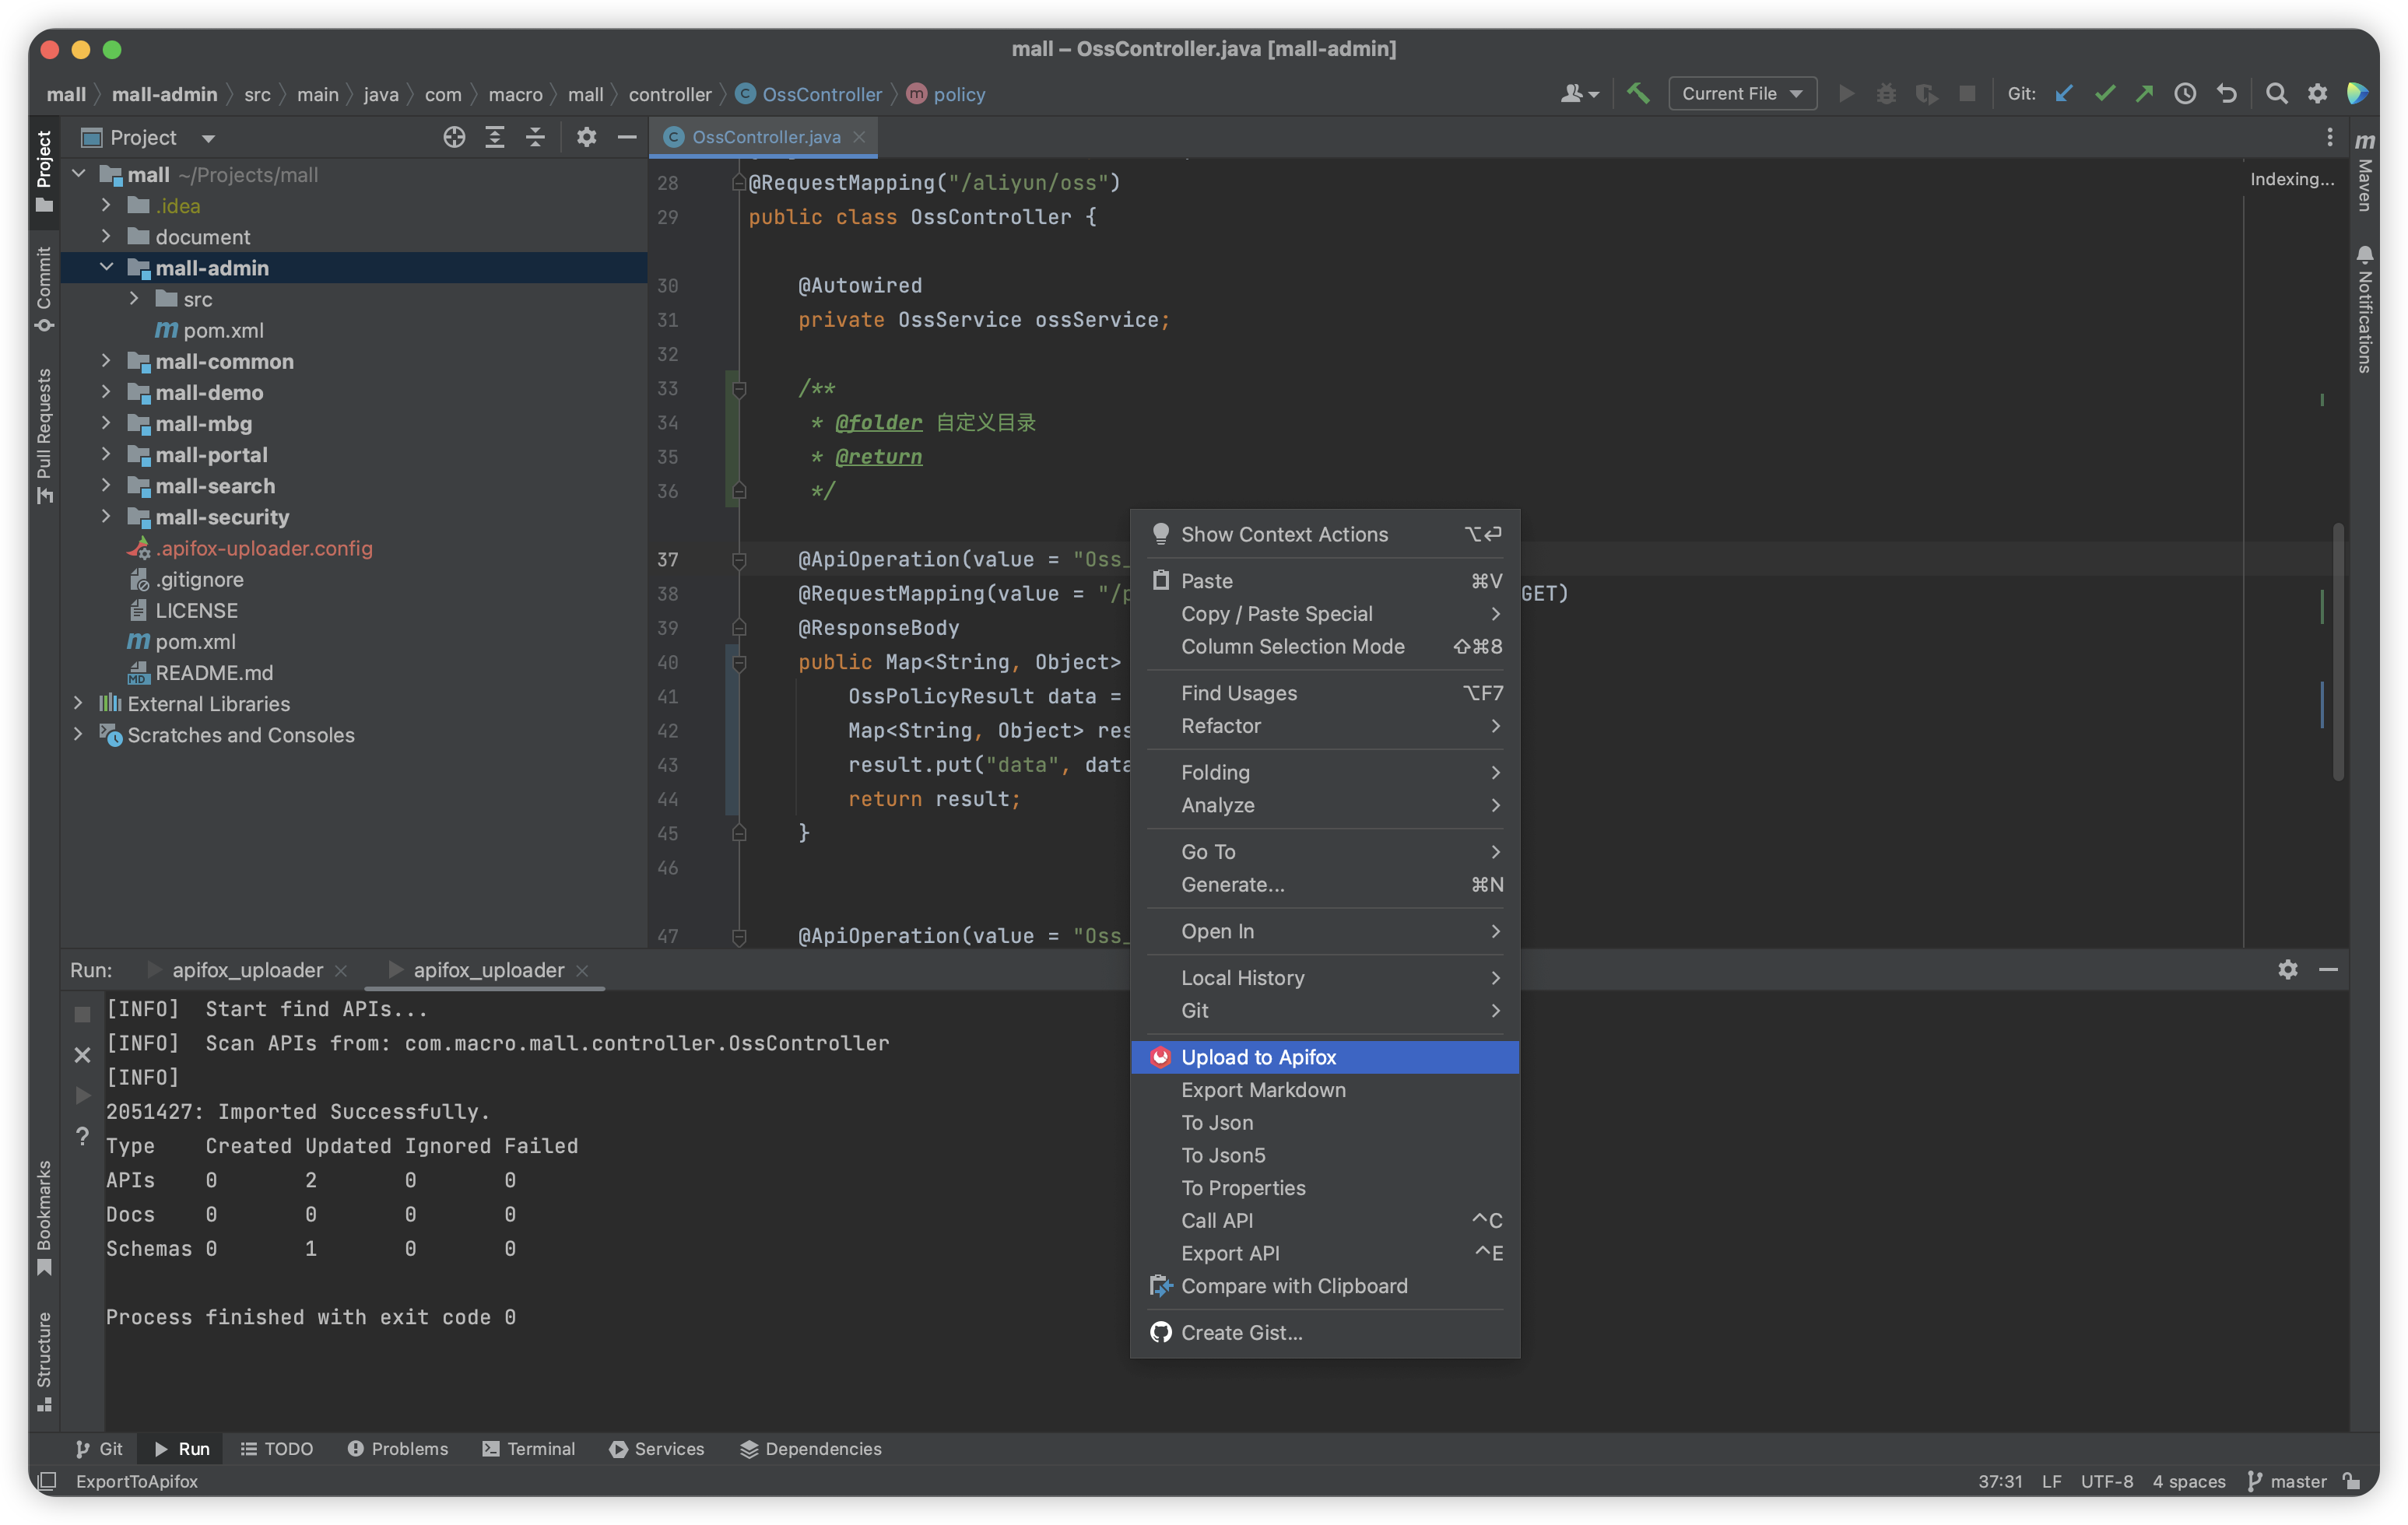 mall – OssController.java [mall-admin]
mall mall-admin src main java com macro mall controller OssController policy
Current File Git:
Project
OssController.java
Project
Commit
Pull Requests
Bookmarks
Structure
mall ~/Projects/mall
.idea
document
mall-admin
src
pom.xml
mall-common
mall-demo
mall-mbg
mall-portal
mall-search
mall-security
.apifox-uploader.config
.gitignore
LICENSE
pom.xml
README.md
External Libraries
Scratches and Consoles
Indexing...
28 @RequestMapping("/aliyun/oss")
29 public class OssController {
30 @Autowired
31 private OssService ossService;
32
33 /**
34 * @folder 自定义目录
35 * @return
36 */
37 @ApiOperation(value = "Oss_
38 @RequestMapping(value = "/p GET)
39 @ResponseBody
40 public Map<String, Object>
41 OssPolicyResult data =
42 Map<String, Object> res
43 result.put("data", data
44 return result;
45 }
46
47 @ApiOperation(value = "Oss_
Maven
Notifications
Show Context Actions ⌥⏎
Paste ⌘V
Copy / Paste Special
Column Selection Mode ⇧⌘8
Find Usages ⌥F7
Refactor
Folding
Analyze
Go To
Generate... ⌘N
Open In
Local History
Git
Upload to Apifox
Export Markdown
To Json
To Json5
To Properties
Call API ^C
Export API ^E
Compare with Clipboard
Create Gist...
Run: apifox_uploader apifox_uploader
[INFO] Start find APIs...
[INFO] Scan APIs from: com.macro.mall.controller.OssController
[INFO]
2051427: Imported Successfully.
Type Created Updated Ignored Failed
APIs 0 2 0 0
Docs 0 0 0 0
Schemas 0 1 0 0
Process finished with exit code 0
Git Run TODO Problems Terminal Services Dependencies
ExportToApifox 37:31 LF UTF-8 4 spaces master